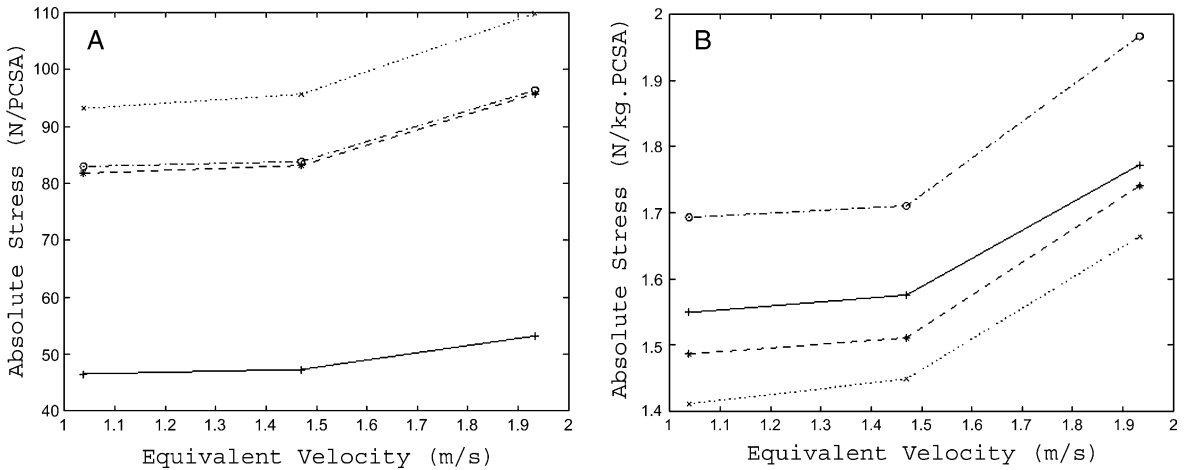 A
Absolute Stress (N/PCSA)
110
100
90
80
70
60
50
40
1 1.1 1.2 1.3 1.4 1.5 1.6 1.7 1.8 1.9 2
Equivalent Velocity (m/s)
B
Absolute Stress (N/kg.PCSA)
2
1.9
1.8
1.7
1.6
1.5
1.4
1 1.1 1.2 1.3 1.4 1.5 1.6 1.7 1.8 1.9 2
Equivalent Velocity (m/s)